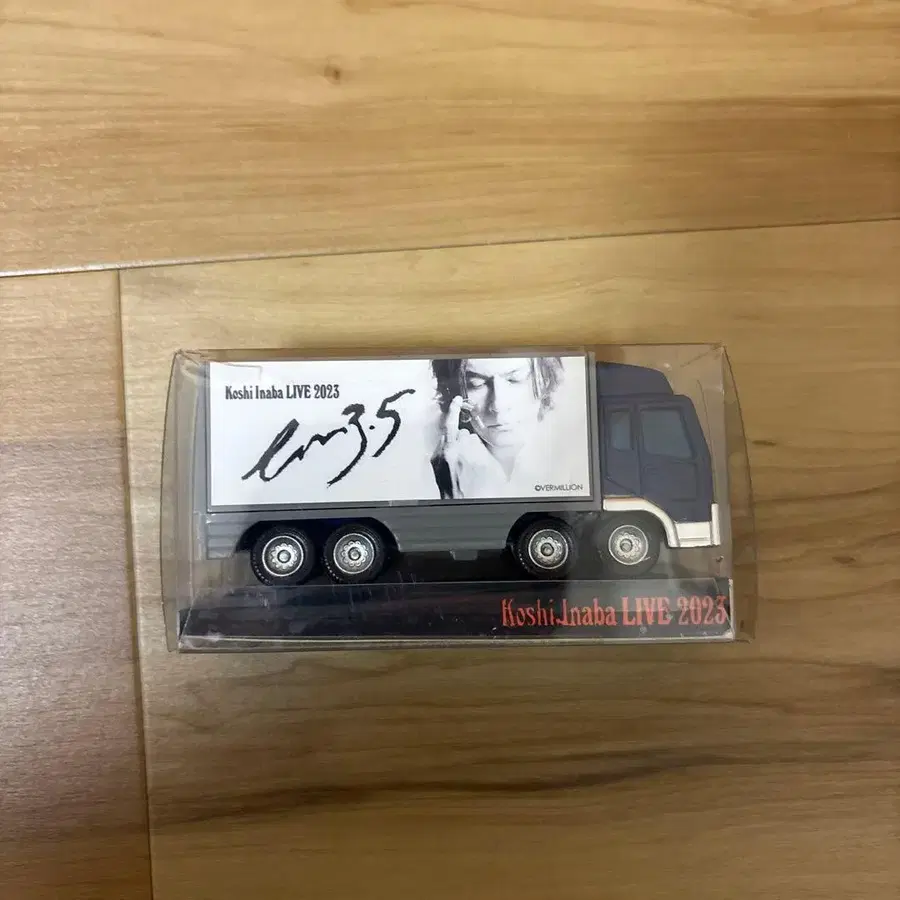 Koshi Inaba LIVE 2023
en3.5
©VERMILLION
Koshi Inaba LIVE 2023